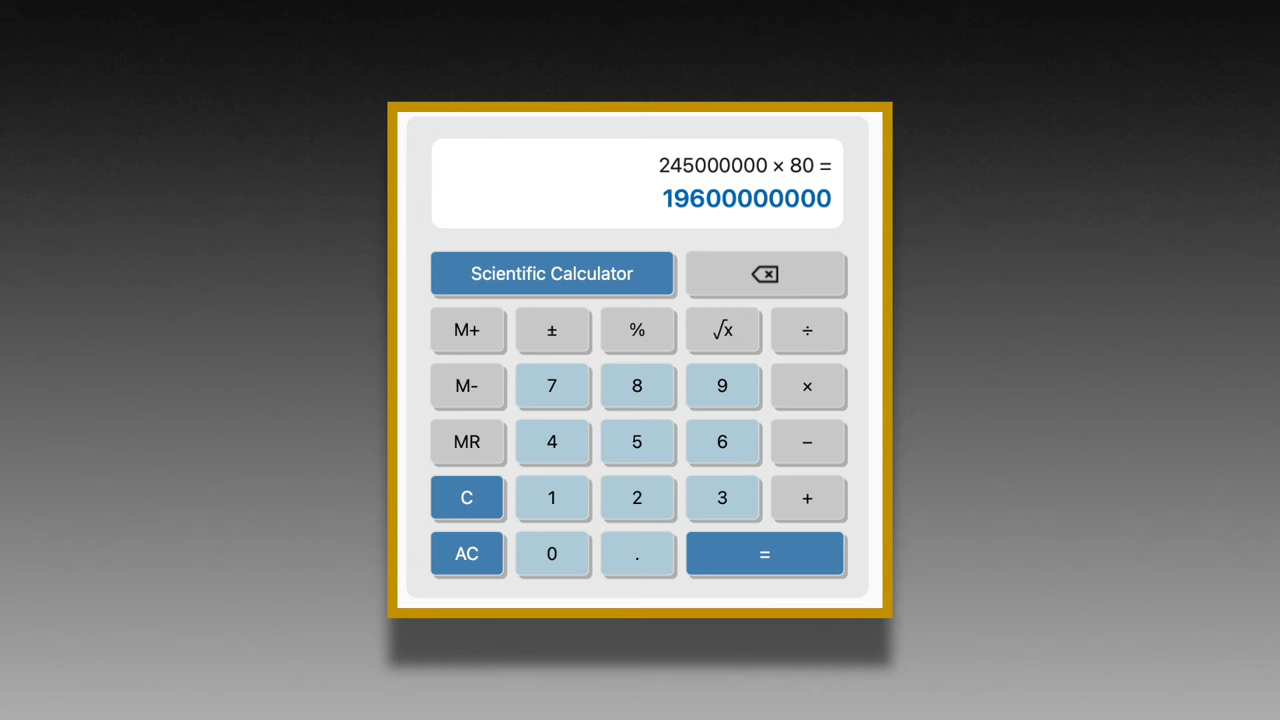 245000000 × 80 =
19600000000
Scientific Calculator
M+ ± % √x ÷
M- 7 8 9 ×
MR 4 5 6 −
C 1 2 3 +
AC 0 . =